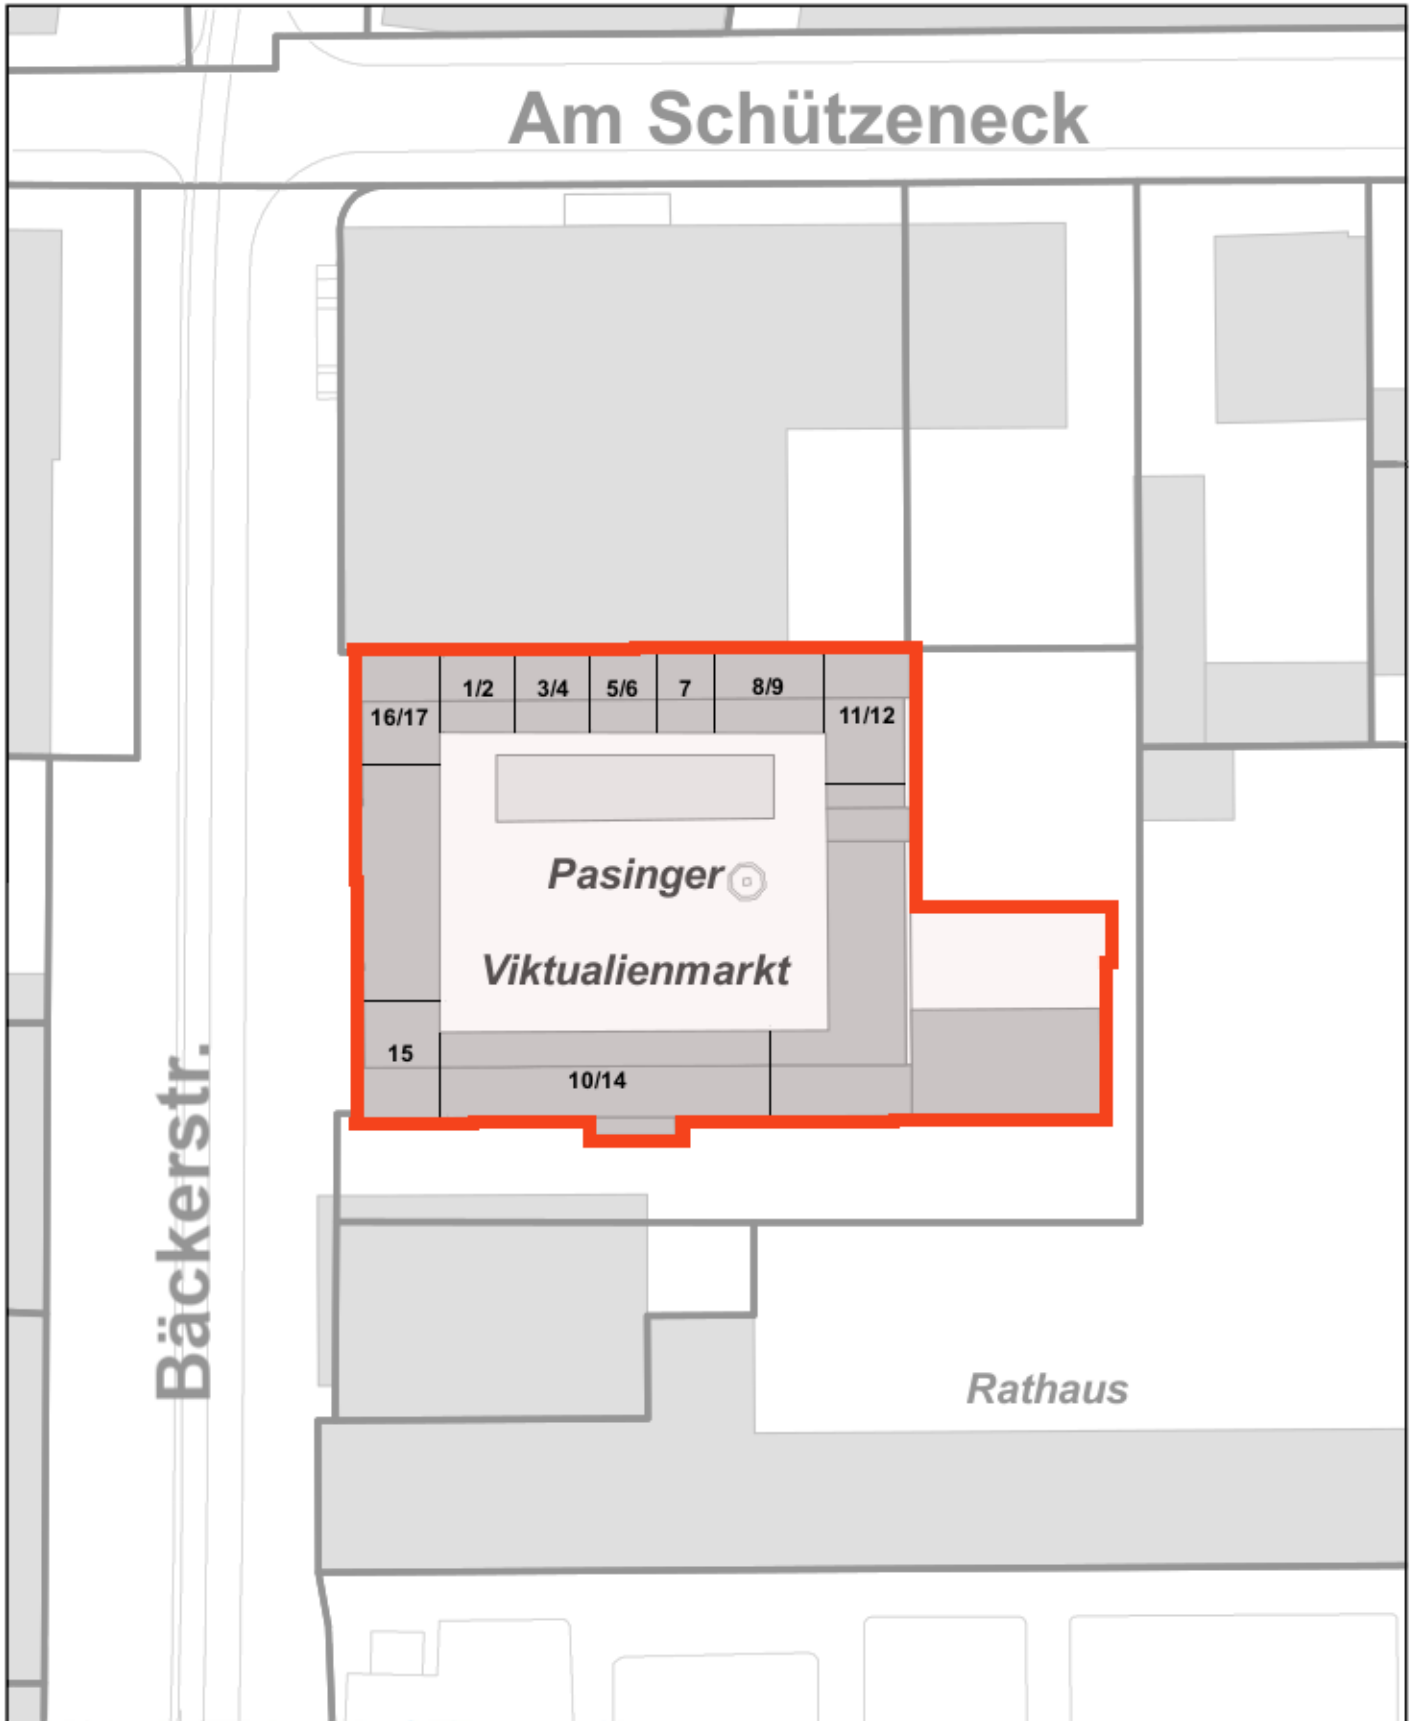 Am Schützeneck
1/2
3/4
5/6
7
8/9
16/17
11/12
Pasinger
Viktualienmarkt
15
10/14
Bäckerstr.
Rathaus